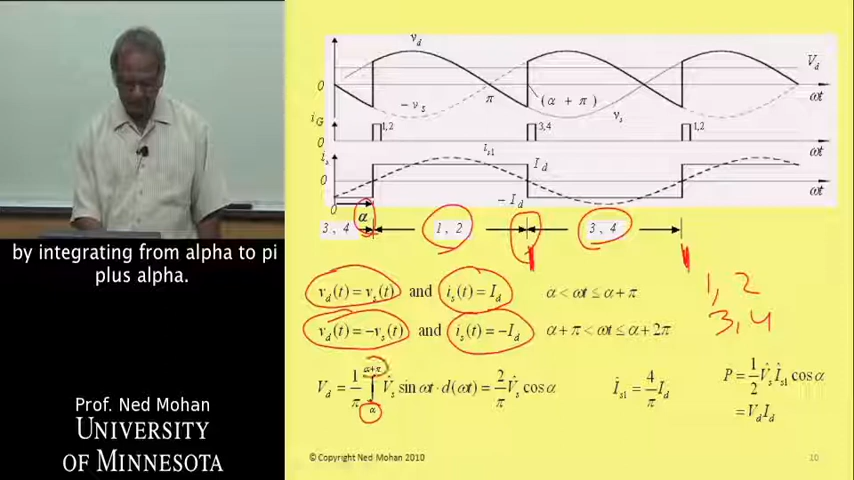 v_d
V_d
0
ωt
-v_s
π
(α + π)
v_s
i_G
1,2
3,4
1,2
ωt
i_s
i_s1
I_d
0
-I_d
ωt
0
α
3, 4
1, 2
3, 4
by integrating from alpha to pi
plus alpha.
v_d(t) = v_s(t) and i_s(t) = I_d α < ωt ≤ α + π
1, 2
v_d(t) = -v_s(t) and i_s(t) = -I_d α + π < ωt ≤ α + 2π
3, 4
V_d = 1/π ∫_α^{α+π} V̂_s sin ωt · d(ωt) = 2/π V̂_s cos α
Î_s1 = 4/π I_d
P = 1/2 V̂_s Î_s1 cos α
= V_d I_d
Prof. Ned Mohan
UNIVERSITY
OF MINNESOTA
© Copyright Ned Mohan 2010
10